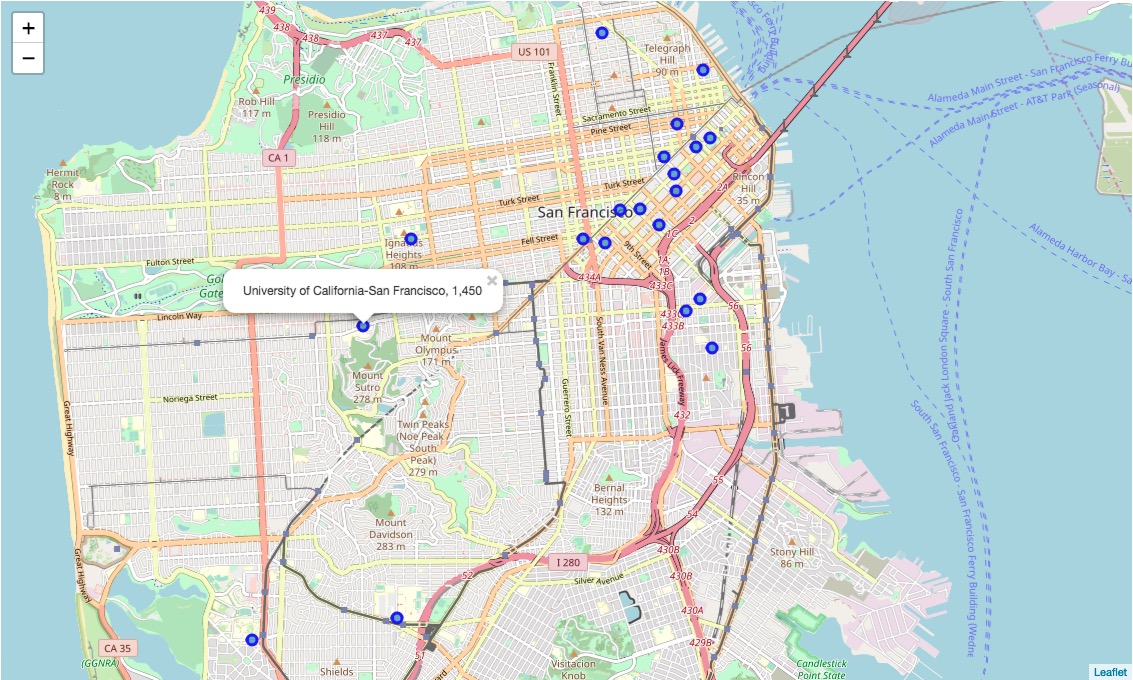 +
−
439
438
438
437
437
Presidio
US 101
Franklin Street
Telegraph
Hill
90 m
Rob Hill
117 m
Presidio
Hill
118 m
Sacramento Street
Pine Street
CA 1
Hermit
Rock
8 m
Turk Street
Turk Street
2A
Rincon
Hill
35 m
San Francisco
2
1C
Fell Street
9th Street
Ignatius
Heights
108 m
Fulton Street
1A;
1B
434A
433C
University of California-San Francisco, 1,450
×
Lincoln Way
433B
56
56
Mount
Olympus
171 m
Mount
Sutro
278 m
South Van Ness Avenue
James Lick Freeway
Noriega Street
Guerrero Street
Great Highway
432
Twin Peaks
(Noe Peak /
South
Peak)
279 m
55
Bernal
Heights
132 m
54
Mount
Davidson
283 m
430B
Stony Hill
86 m
Great Highway
I 280
52
Silver Avenue
430B
430A
429B
CA 35
(GGNRA)
51
Shields
Visitacion
Knob
Candlestick
Point State
Alameda Main Street - San Francisco Ferry Bu
Alameda Main Street - AT&T Park (Seasonal)
Alameda Harbor Bay - Sa
Oakland Jack London Square - South San Francisco
South San Francisco - San Francisco Ferry Building (Wedne
Leaflet